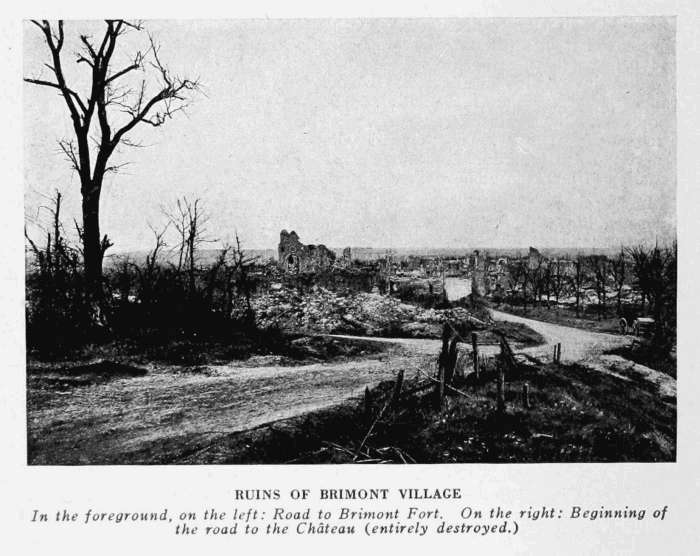 RUINS OF BRIMONT VILLAGE
In the foreground, on the left: Road to Brimont Fort. On the right: Beginning of
the road to the Château (entirely destroyed.)